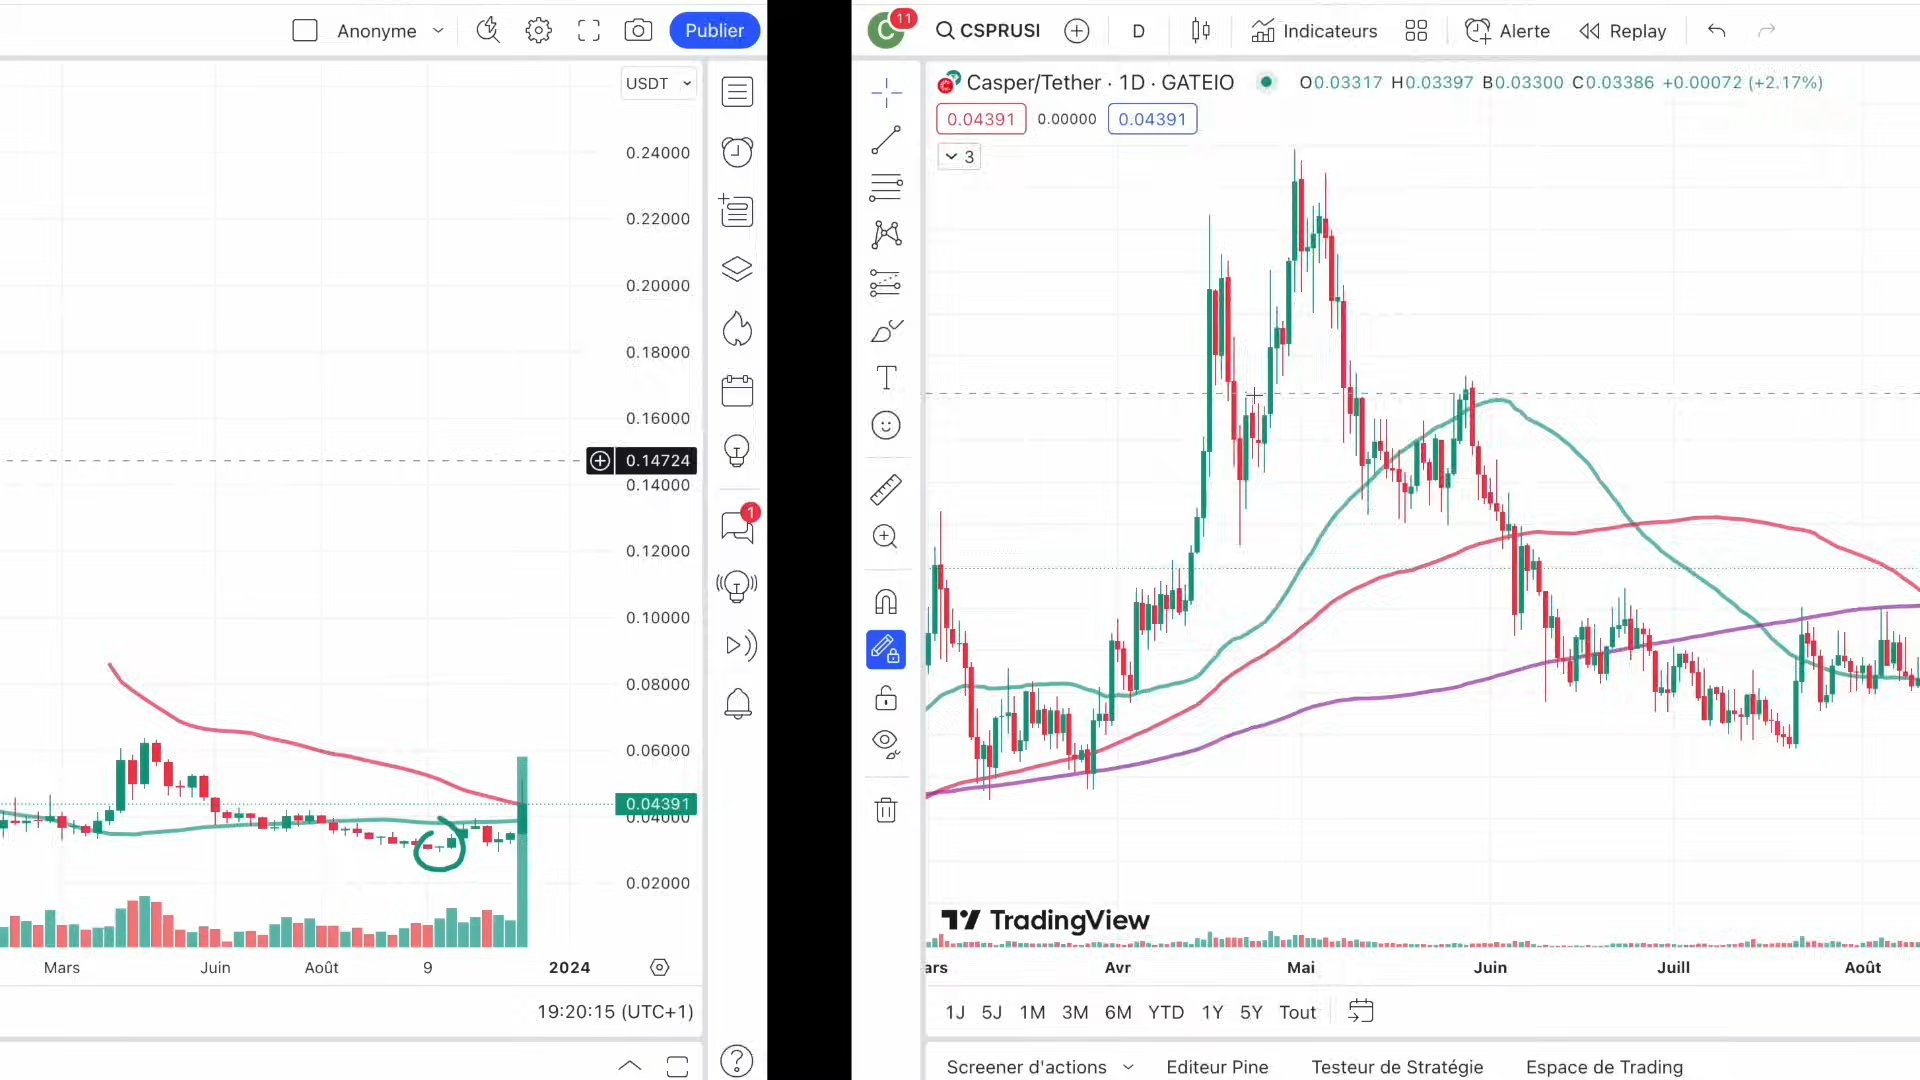 Anonyme
Publier
USDT
0.24000
0.22000
0.20000
0.18000
0.16000
0.14724
0.14000
0.12000
0.10000
0.08000
0.06000
0.04391
0.04000
0.02000
Mars Juin Août 9 2024
19:20:15 (UTC+1)
1
C 11 CSPRUSI D Indicateurs Alerte Replay
Casper/Tether · 1D · GATEIO O0.03317 H0.03397 B0.03300 C0.03386 +0.00072 (+2.17%)
0.04391 0.00000 0.04391
3
T
TradingView
ars Avr Mai Juin Juill Août
1J 5J 1M 3M 6M YTD 1Y 5Y Tout
Screener d'actions Editeur Pine Testeur de Stratégie Espace de Trading